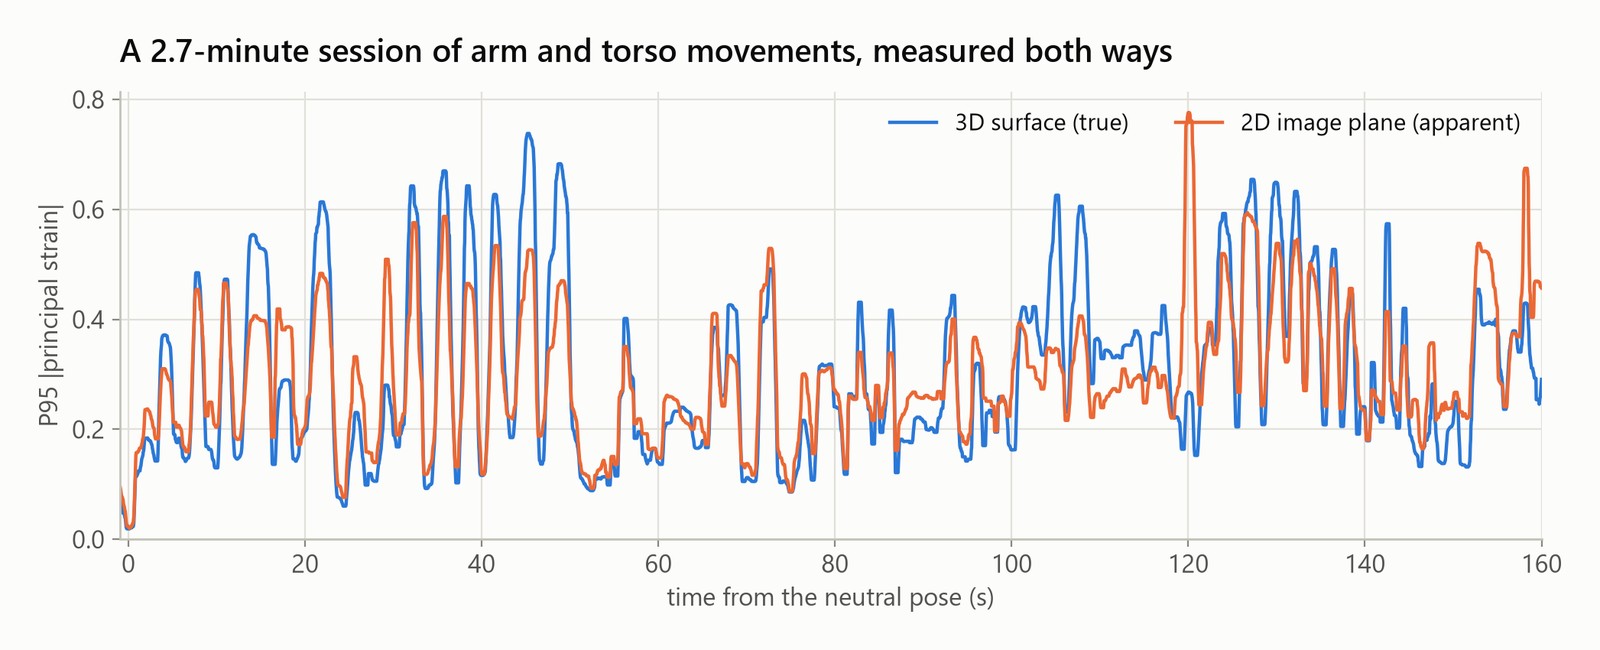 A 2.7-minute session of arm and torso movements, measured both ways
3D surface (true)
2D image plane (apparent)
P95 |principal strain|
0.8
0.6
0.4
0.2
0.0
0 20 40 60 80 100 120 140 160
time from the neutral pose (s)